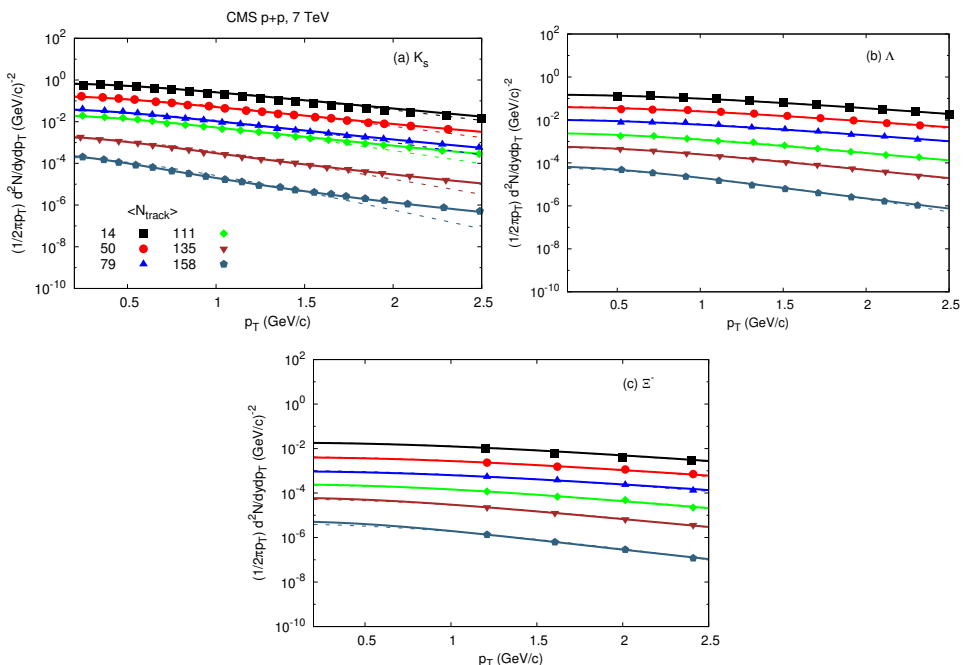 CMS p+p, 7 TeV
(a) K_s
(1/2πp_T) d^2N/dydp_T (GeV/c)^-2
10^2
10^0
10^-2
10^-4
10^-6
10^-8
10^-10
<N_track>
14 111
50 135
79 158
0.5 1 1.5 2 2.5
p_T (GeV/c)
(b) Λ
(1/2πp_T) d^2N/dydp_T (GeV/c)^-2
10^2
10^0
10^-2
10^-4
10^-6
10^-8
10^-10
0.5 1 1.5 2 2.5
p_T (GeV/c)
(c) Ξ^-
(1/2πp_T) d^2N/dydp_T (GeV/c)^-2
10^2
10^0
10^-2
10^-4
10^-6
10^-8
10^-10
0.5 1 1.5 2 2.5
p_T (GeV/c)